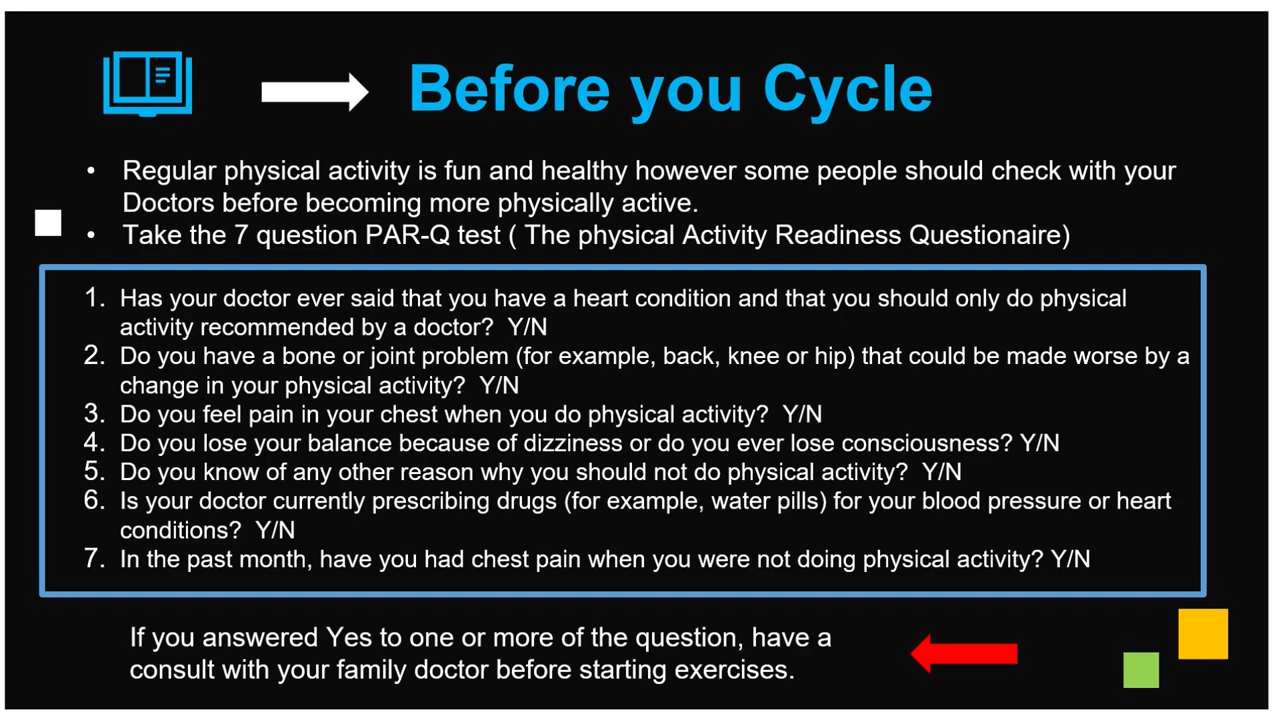 Before you Cycle
• Regular physical activity is fun and healthy however some people should check with your
Doctors before becoming more physically active.
• Take the 7 question PAR-Q test ( The physical Activity Readiness Questionaire)
1. Has your doctor ever said that you have a heart condition and that you should only do physical
activity recommended by a doctor? Y/N
2. Do you have a bone or joint problem (for example, back, knee or hip) that could be made worse by a
change in your physical activity? Y/N
3. Do you feel pain in your chest when you do physical activity? Y/N
4. Do you lose your balance because of dizziness or do you ever lose consciousness? Y/N
5. Do you know of any other reason why you should not do physical activity? Y/N
6. Is your doctor currently prescribing drugs (for example, water pills) for your blood pressure or heart
conditions? Y/N
7. In the past month, have you had chest pain when you were not doing physical activity? Y/N
If you answered Yes to one or more of the question, have a
consult with your family doctor before starting exercises.